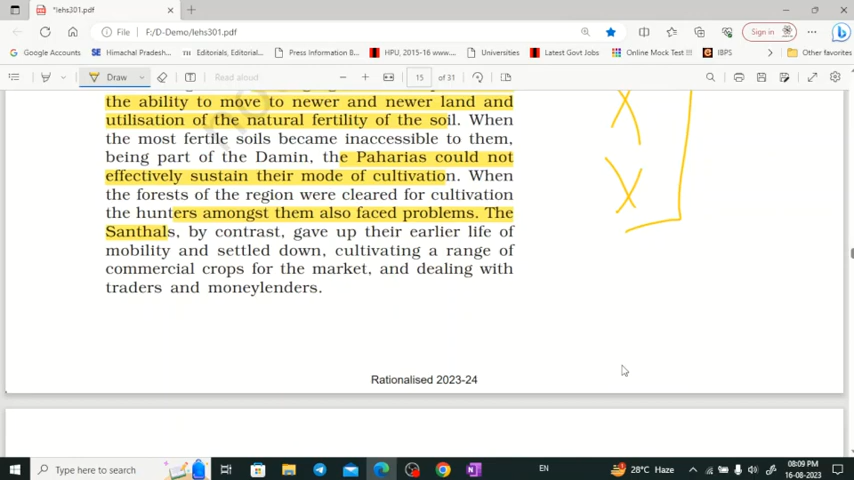 *lehs301.pdf
Sign in
File
F:/D-Demo/lehs301.pdf
Google Accounts
SE Himachal Pradesh...
TH Editorials, Editorial...
Press Information B...
HPU, 2015-16 www.h...
Universities
Latest Govt Jobs
Online Mock Test !!...
IBPS
Other favorites
Draw
Read aloud
15 of 31
the ability to move to newer and newer land and
utilisation of the natural fertility of the soil. When
the most fertile soils became inaccessible to them,
being part of the Damin, the Paharias could not
effectively sustain their mode of cultivation. When
the forests of the region were cleared for cultivation
the hunters amongst them also faced problems. The
Santhals, by contrast, gave up their earlier life of
mobility and settled down, cultivating a range of
commercial crops for the market, and dealing with
traders and moneylenders.
Rationalised 2023-24
Type here to search
EN
28°C Haze
08:09 PM
16-08-2023